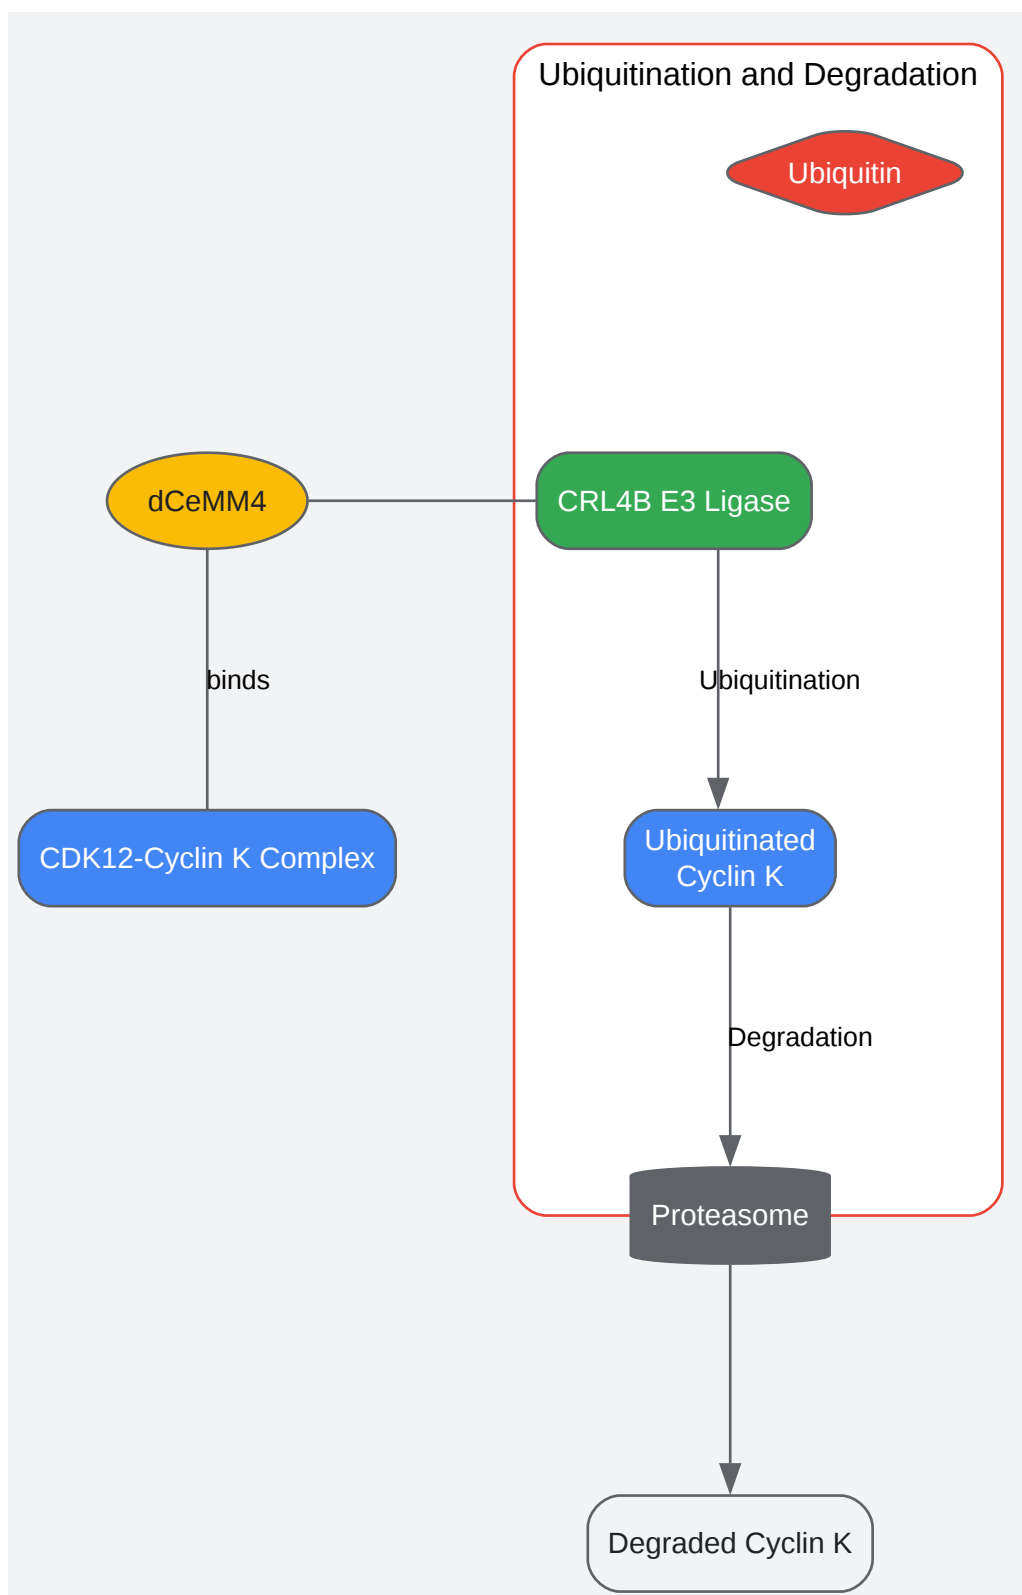 Ubiquitination and Degradation
Ubiquitin
dCeMM4
CRL4B E3 Ligase
binds
Ubiquitination
CDK12-Cyclin K Complex
Ubiquitinated
Cyclin K
Degradation
Proteasome
Degraded Cyclin K